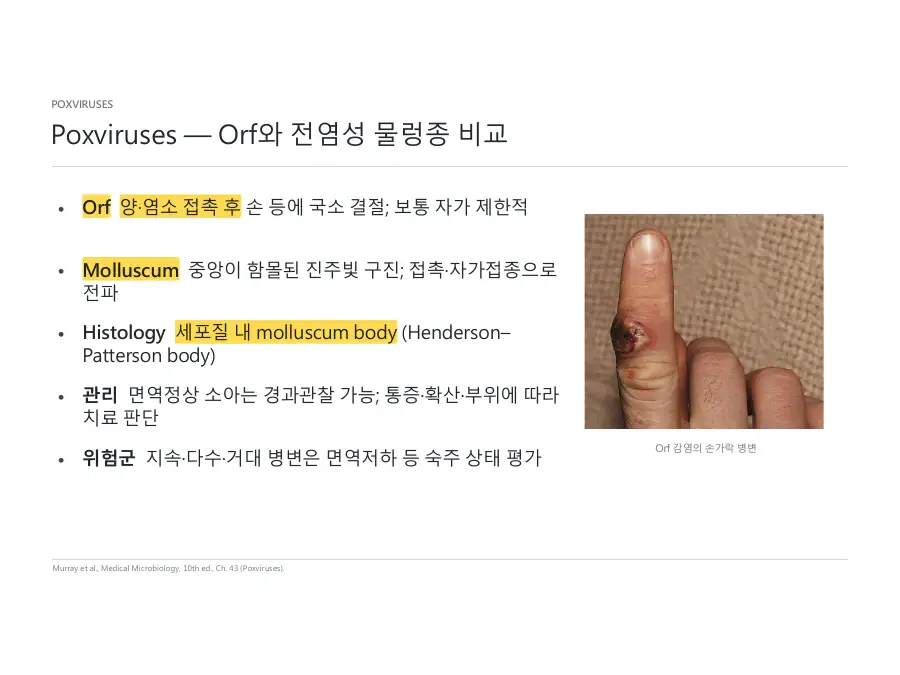 POXVIRUSES
Poxviruses — Orf와 전염성 물렁종 비교
• Orf 양·염소 접촉 후 손 등에 국소 결절; 보통 자가 제한적
• Molluscum 중앙이 함몰된 진주빛 구진; 접촉·자가접종으로
전파
• Histology 세포질 내 molluscum body (Henderson–
Patterson body)
• 관리 면역정상 소아는 경과관찰 가능; 통증·확산·부위에 따라
치료 판단
• 위험군 지속·다수·거대 병변은 면역저하 등 숙주 상태 평가
Orf 감염의 손가락 병변
Murray et al., Medical Microbiology, 10th ed., Ch. 43 (Poxviruses).